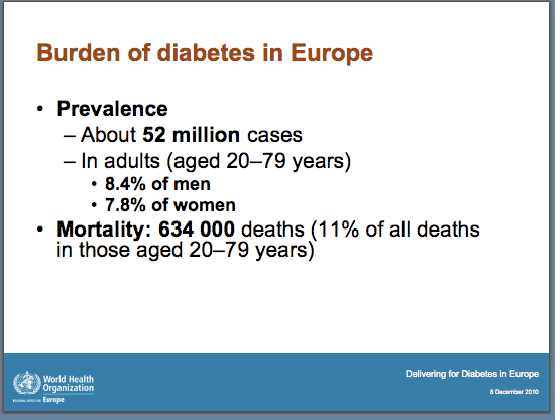 Burden of diabetes in Europe
• Prevalence
– About 52 million cases
– In adults (aged 20–79 years)
• 8.4% of men
• 7.8% of women
• Mortality: 634 000 deaths (11% of all deaths
in those aged 20–79 years)
World Health
Organization
REGIONAL OFFICE FOR Europe
Delivering for Diabetes in Europe
8 December 2010